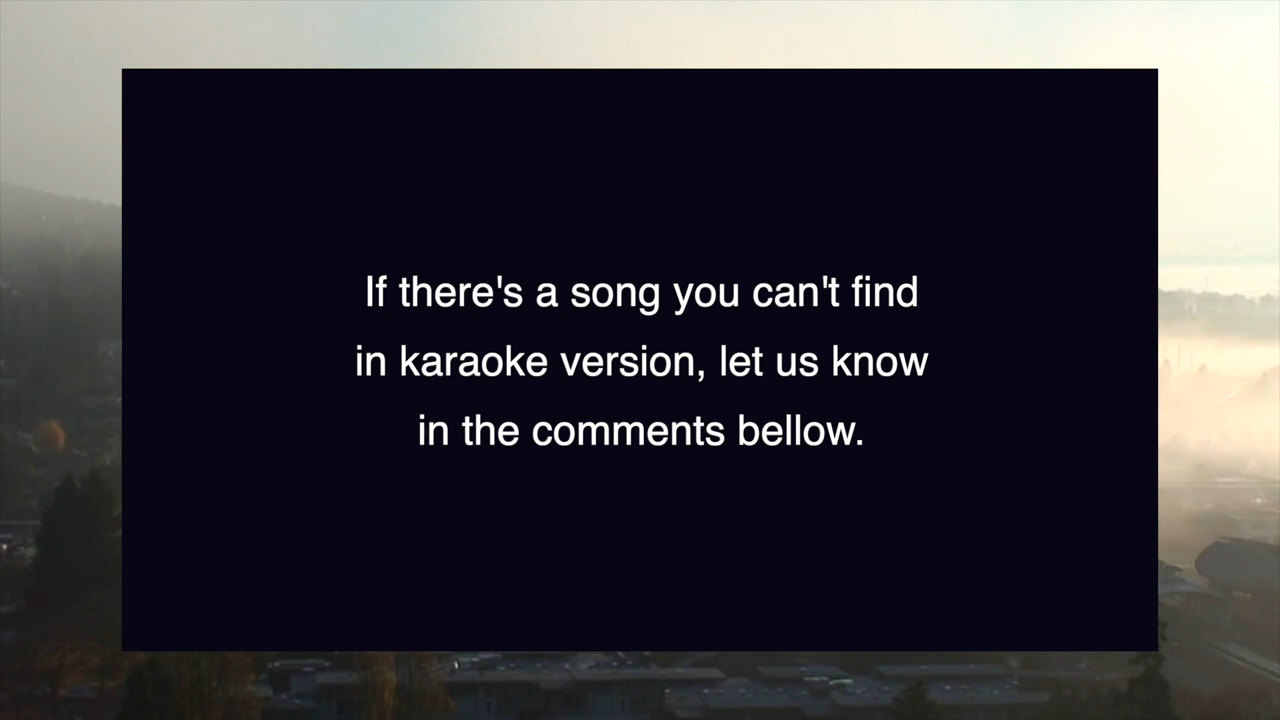 If there's a song you can't find
in karaoke version, let us know
in the comments bellow.